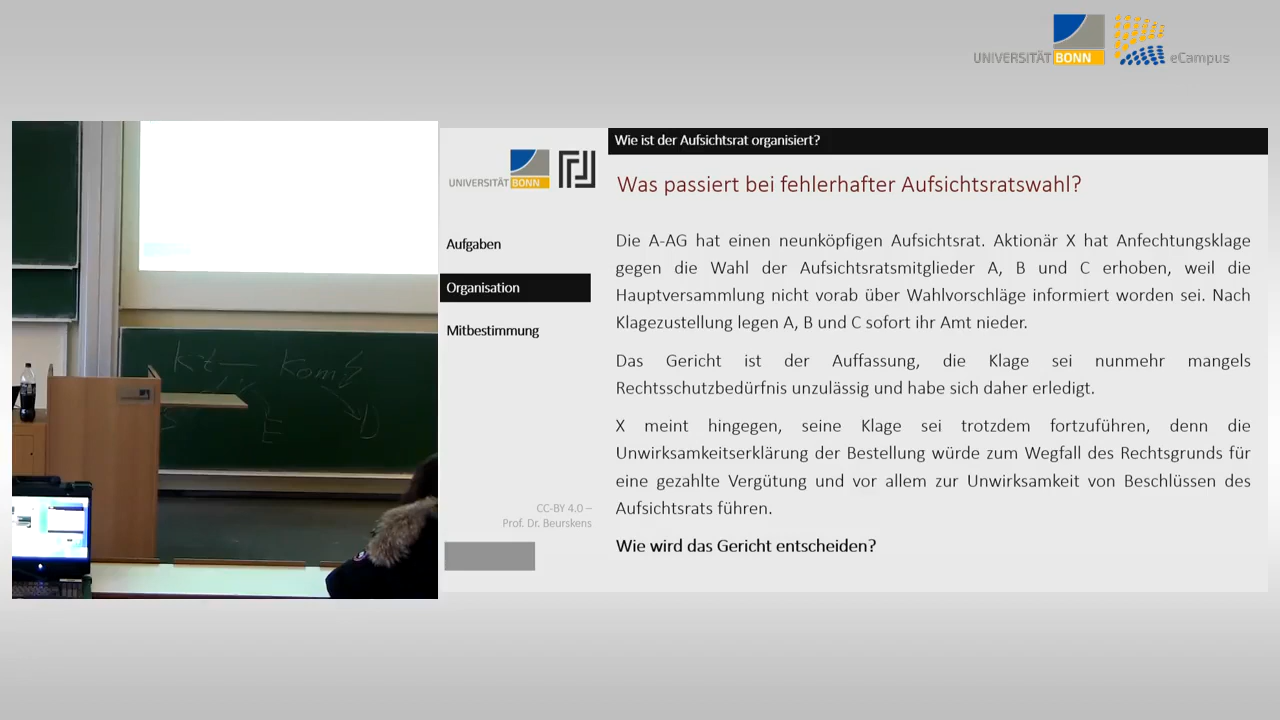 UNIVERSITÄT BONN
eCampus
UNIVERSITÄT BONN
Wie ist der Aufsichtsrat organisiert?
Was passiert bei fehlerhafter Aufsichtsratswahl?
Aufgaben
Organisation
Mitbestimmung
Die A-AG hat einen neunköpfigen Aufsichtsrat. Aktionär X hat Anfechtungsklage
gegen die Wahl der Aufsichtsratsmitglieder A, B und C erhoben, weil die
Hauptversammlung nicht vorab über Wahlvorschläge informiert worden sei. Nach
Klagezustellung legen A, B und C sofort ihr Amt nieder.
Das Gericht ist der Auffassung, die Klage sei nunmehr mangels
Rechtsschutzbedürfnis unzulässig und habe sich daher erledigt.
X meint hingegen, seine Klage sei trotzdem fortzuführen, denn die
Unwirksamkeitserklärung der Bestellung würde zum Wegfall des Rechtsgrunds für
eine gezahlte Vergütung und vor allem zur Unwirksamkeit von Beschlüssen des
Aufsichtsrats führen.
Wie wird das Gericht entscheiden?
CC-BY 4.0 –
Prof. Dr. Beurskens
E
D